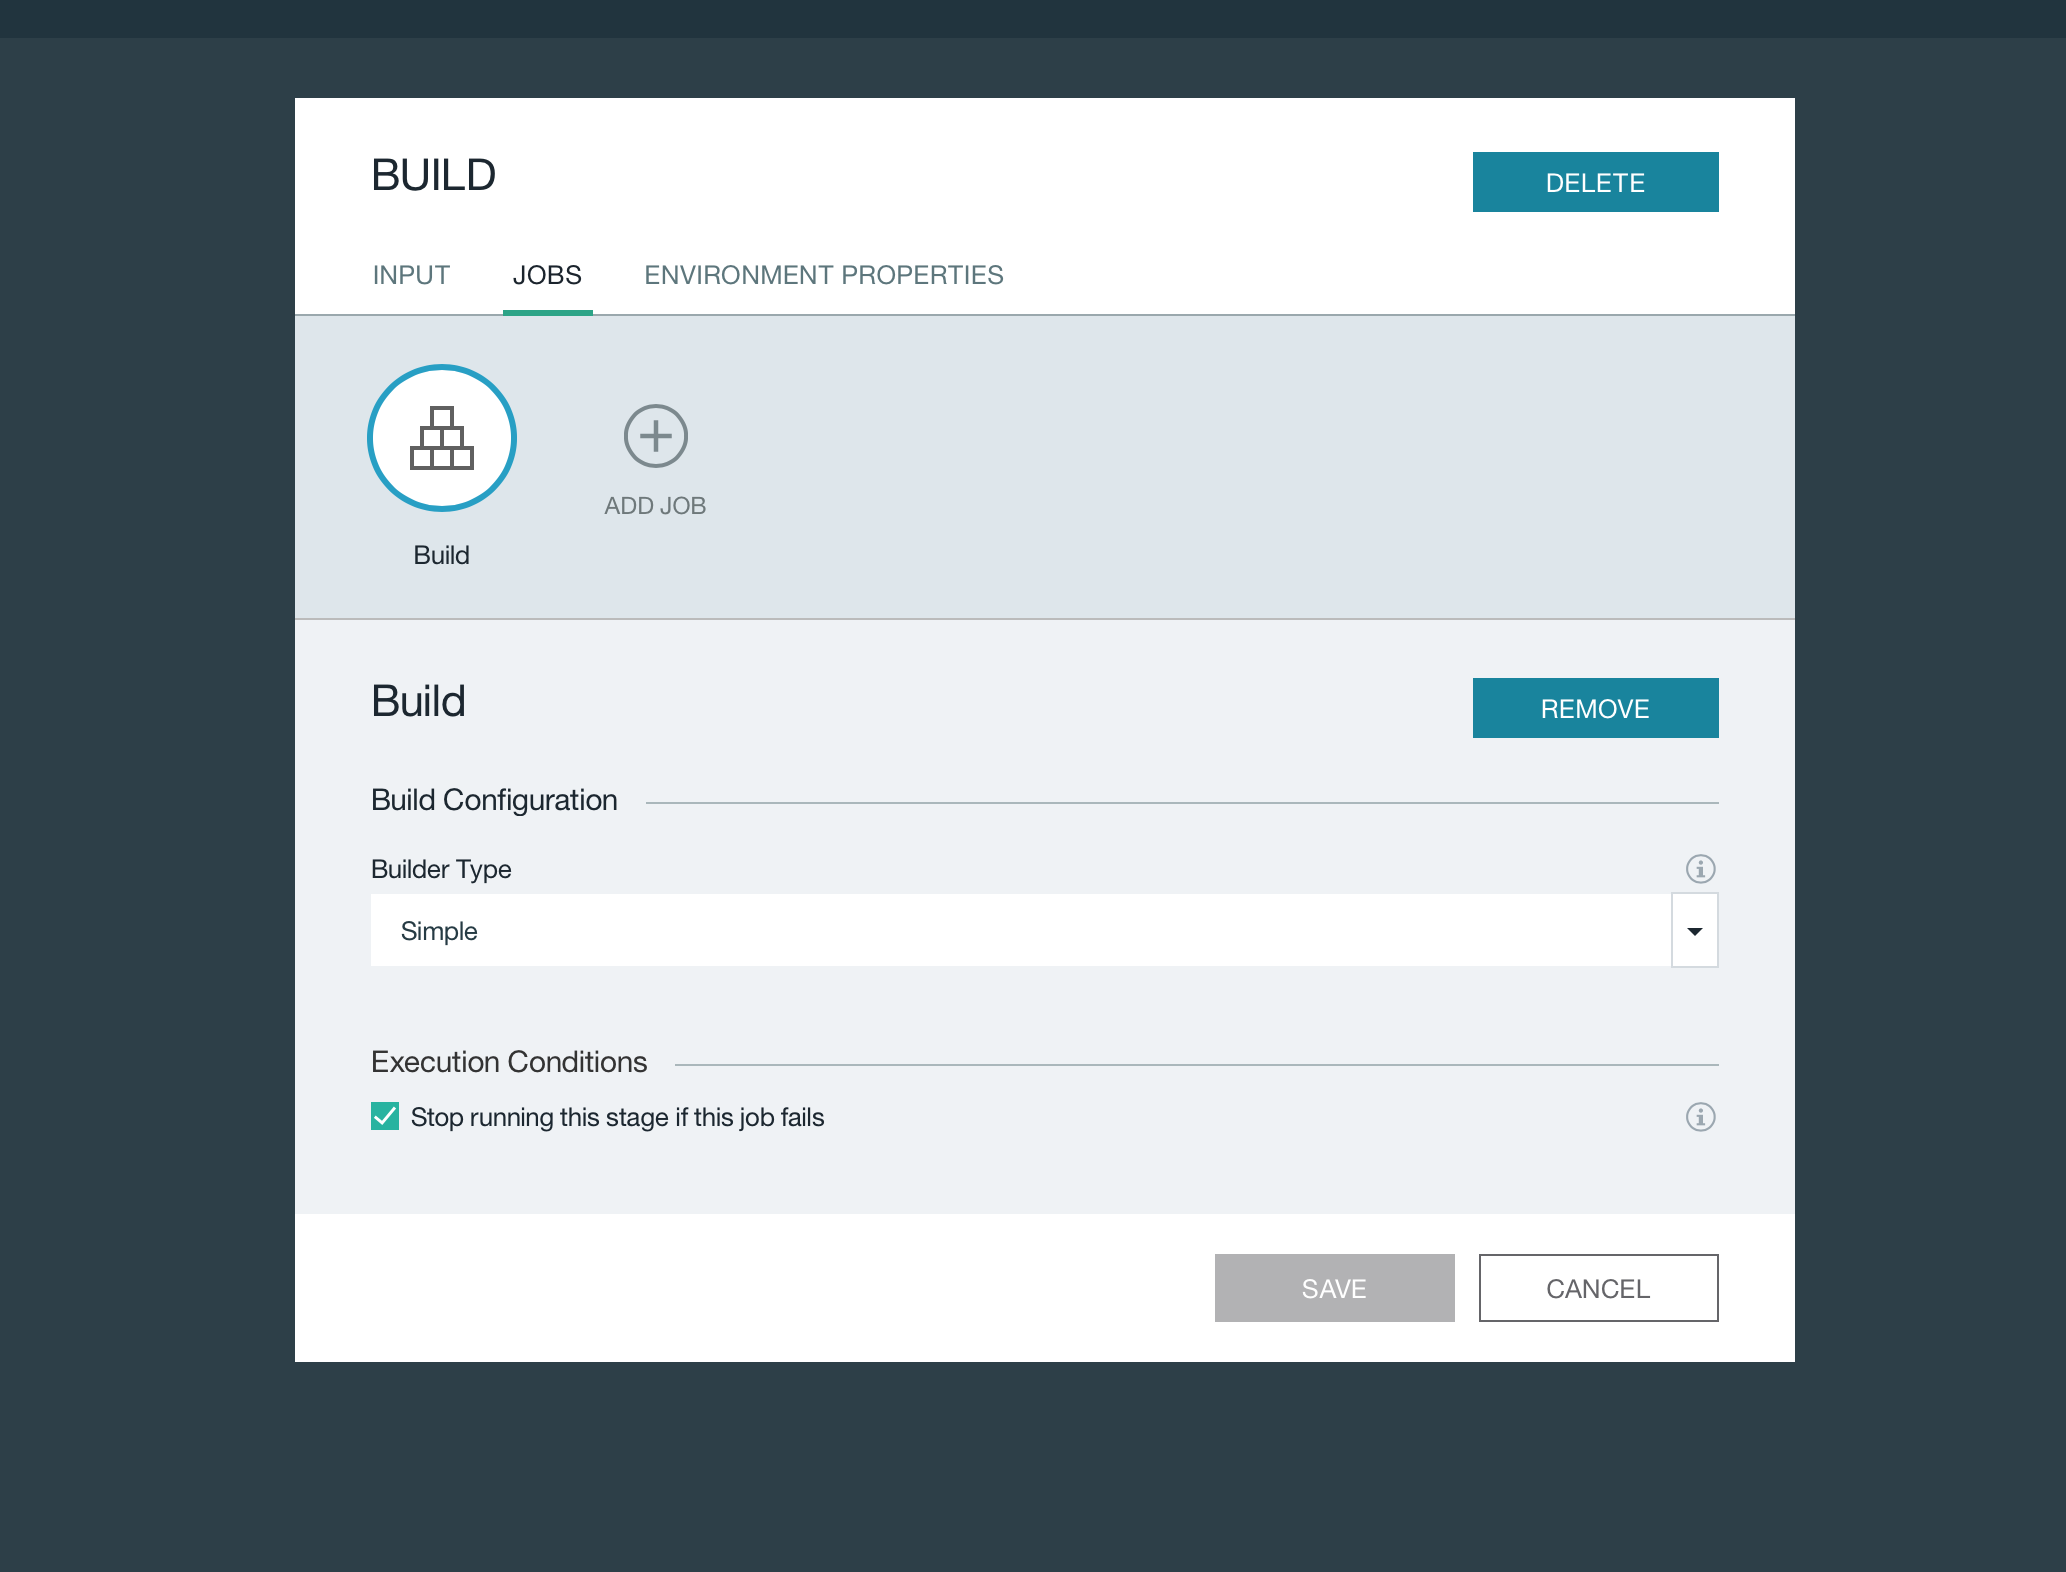 BUILD
DELETE
INPUT JOBS ENVIRONMENT PROPERTIES
ADD JOB
Build
Build
REMOVE
Build Configuration
Builder Type
Simple
Execution Conditions
Stop running this stage if this job fails
SAVE CANCEL